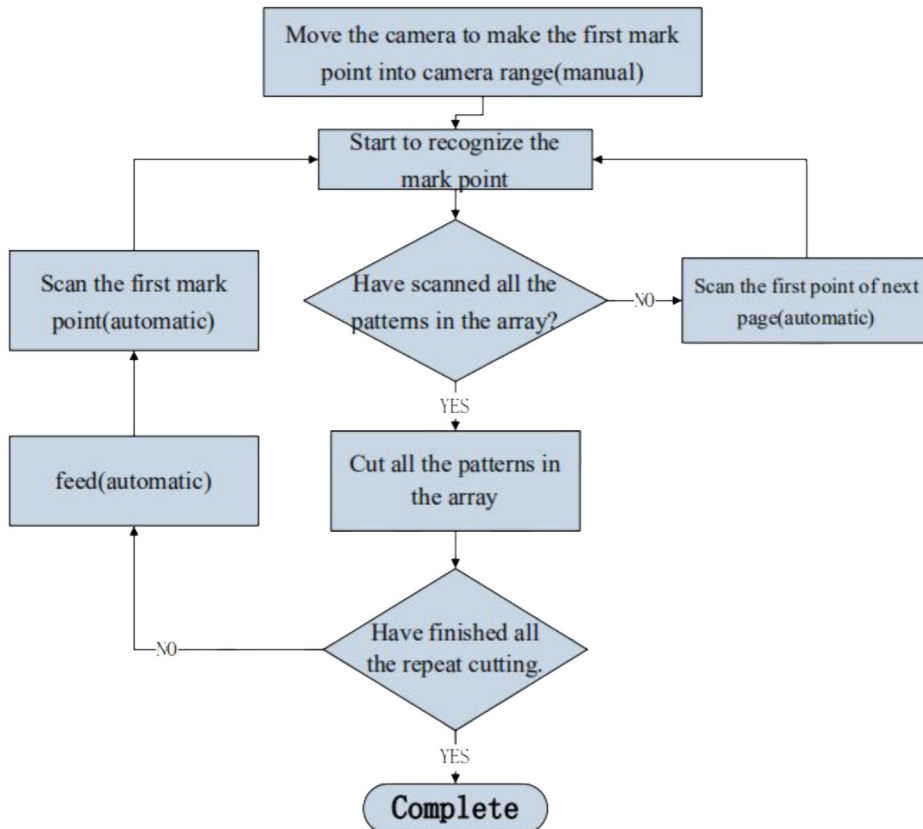 Move the camera to make the first mark
point into camera range(manual)
Start to recognize the
mark point
Scan the first mark
point(automatic)
Have scanned all the
patterns in the array?
NO
Scan the first point of next
page(automatic)
YES
feed(automatic)
Cut all the patterns in
the array
NO
Have finished all
the repeat cutting.
YES
Complete